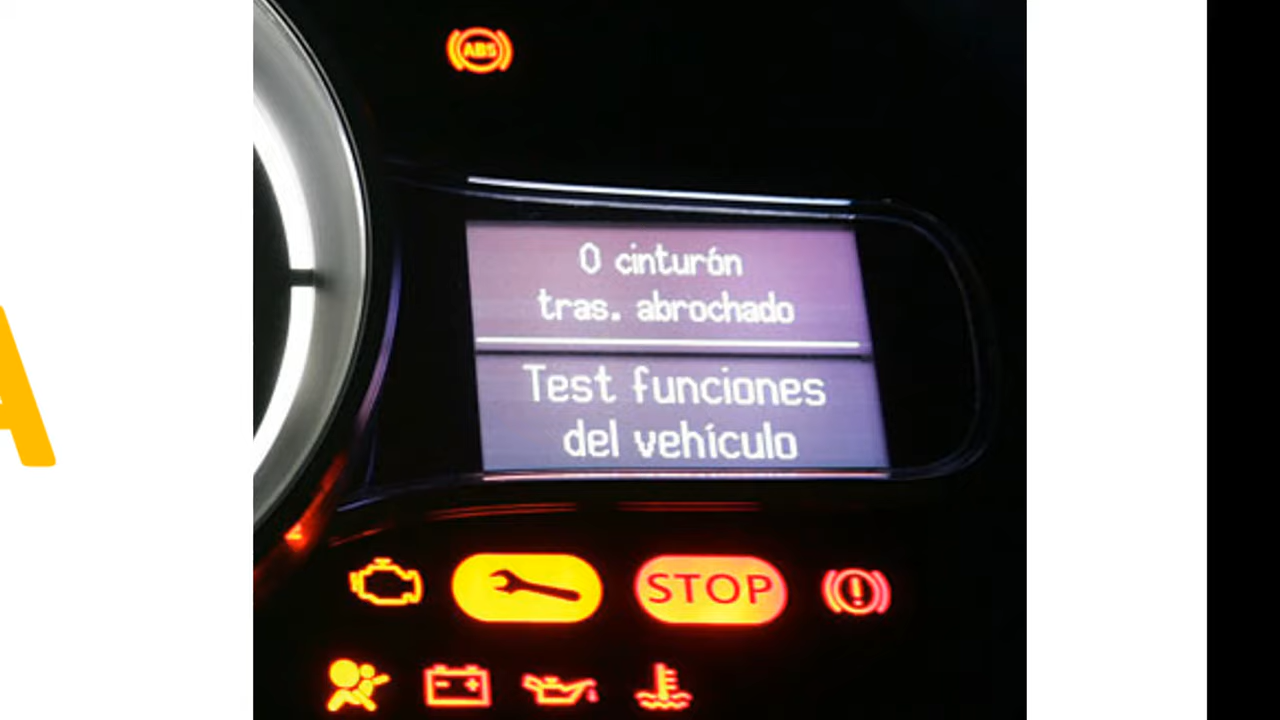 ABS
0 cinturón
tras. abrochado
Test funciones
del vehículo
STOP
A